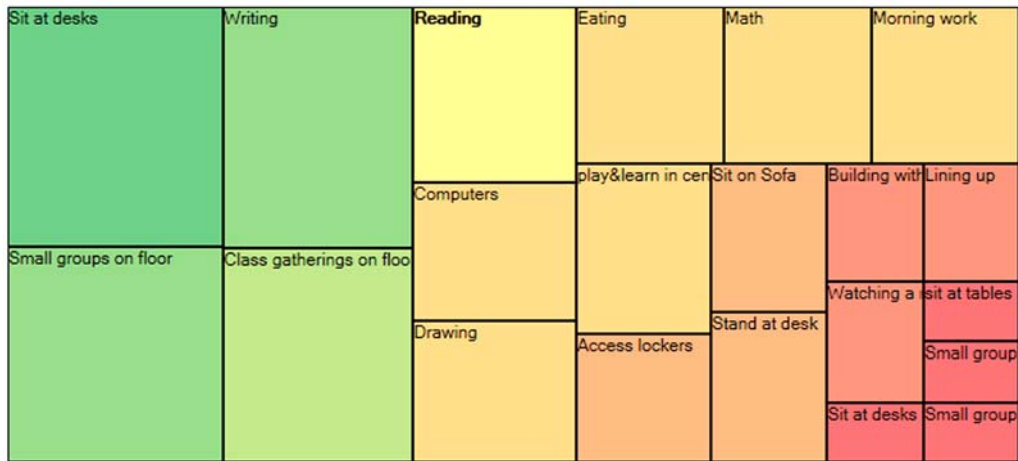 Sit at desks
Writing
Reading
Eating
Math
Morning work
Small groups on floor
Class gatherings on floo
Computers
Drawing
play&learn in cen
Sit on Sofa
Building with
Lining up
Access lockers
Stand at desk
Watching a
sit at tables
Small group
Sit at desks
Small group